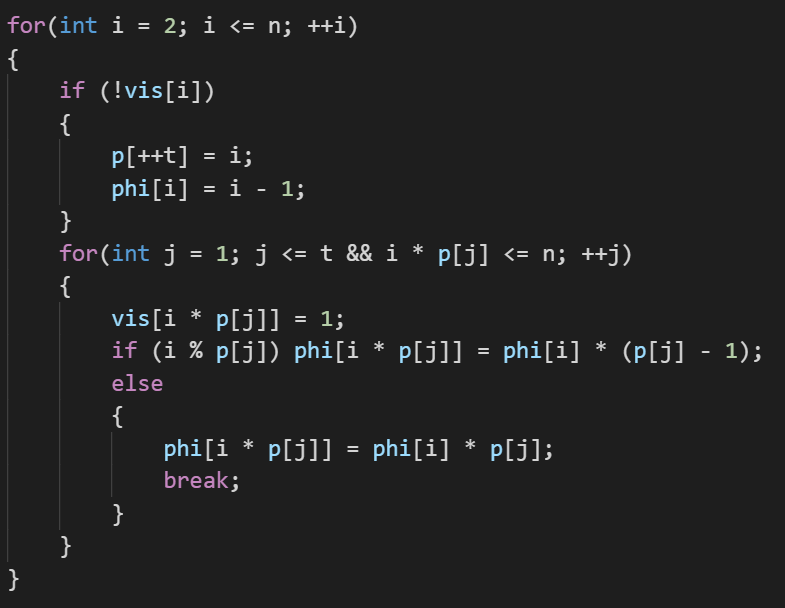 for(int i = 2; i <= n; ++i)
{
    if (!vis[i])
    {
        p[++t] = i;
        phi[i] = i - 1;
    }
    for(int j = 1; j <= t && i * p[j] <= n; ++j)
    {
        vis[i * p[j]] = 1;
        if (i % p[j]) phi[i * p[j]] = phi[i] * (p[j] - 1);
        else
        {
            phi[i * p[j]] = phi[i] * p[j];
            break;
        }
    }
}